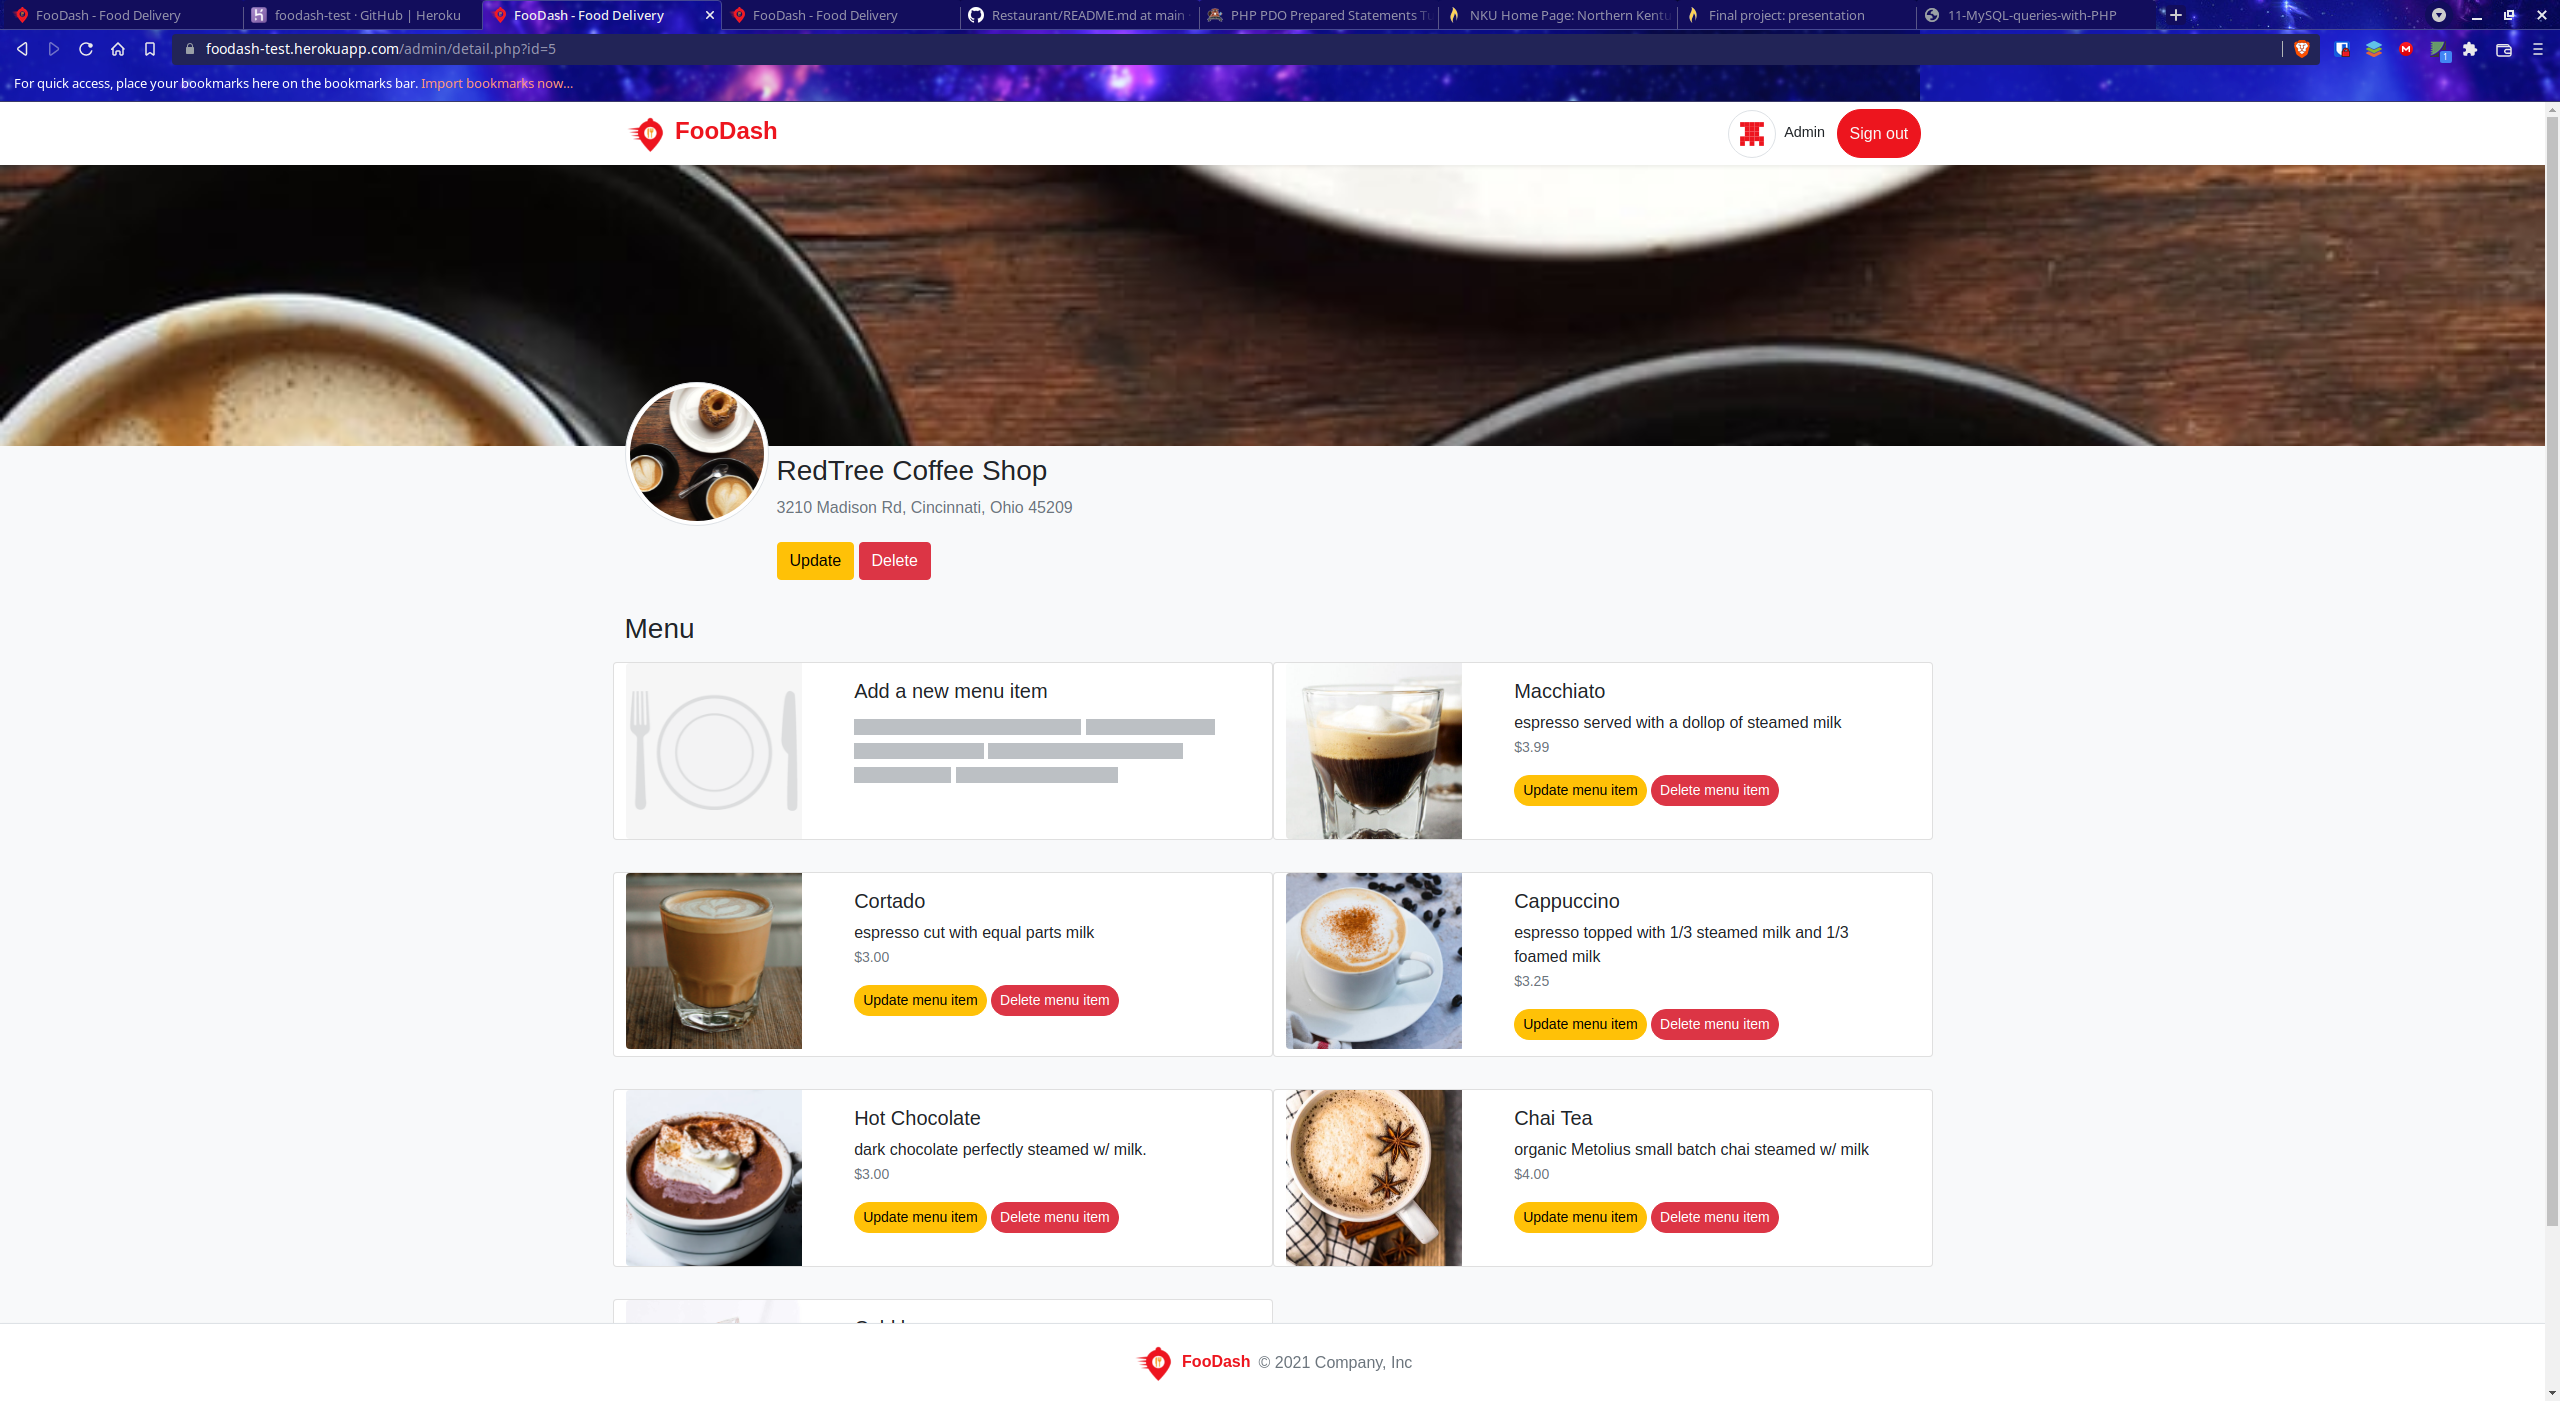 FooDash - Food Delivery
foodash-test · GitHub | Heroku
FooDash - Food Delivery
FooDash - Food Delivery
Restaurant/README.md at main
PHP PDO Prepared Statements
NKU Home Page: Northern
Final project: presentation
11-MySQL-queries-with-PHP
foodash-test.herokuapp.com/admin/detail.php?id=5
1
For quick access, place your bookmarks here on the bookmarks bar. Import bookmarks now...
FooDash
Admin
Sign out
RedTree Coffee Shop
3210 Madison Rd, Cincinnati, Ohio 45209
Update
Delete
Menu
Add a new menu item
Macchiato
espresso served with a dollop of steamed milk
$3.99
Update menu item
Delete menu item
Cortado
espresso cut with equal parts milk
$3.00
Update menu item
Delete menu item
Cappuccino
espresso topped with 1/3 steamed milk and 1/3
foamed milk
$3.25
Update menu item
Delete menu item
Hot Chocolate
dark chocolate perfectly steamed w/ milk.
$3.00
Update menu item
Delete menu item
Chai Tea
organic Metolius small batch chai steamed w/ milk
$4.00
Update menu item
Delete menu item
FooDash © 2021 Company, Inc